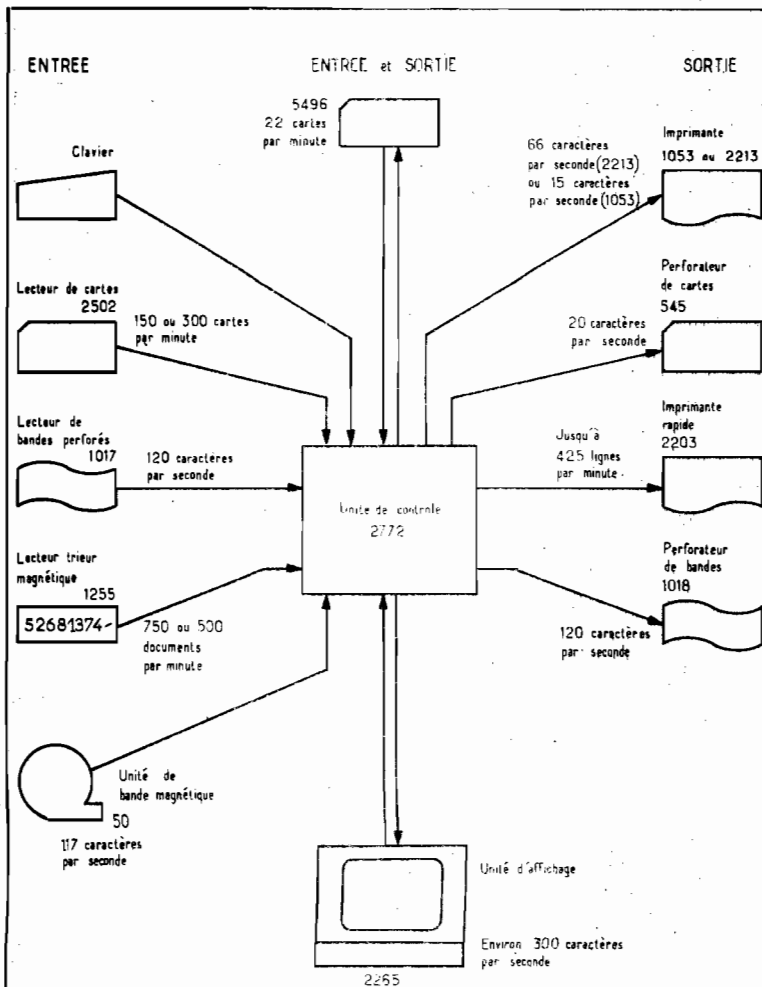 ENTREE
ENTREE et SORTIE
SORTIE
5496
22 cartes
par minute
Clavier
66 caractères
par seconde(2213)
ou 15 caractères
par seconde(1053)
Imprimante
1053 ou 2213
Lecteur de cartes
2502
150 ou 300 cartes
par minute
20 caractères
par seconde
Perforateur
de cartes
545
Lecteur de
bandes perforés
1017
120 caractères
par seconde
Unité de contrôle
2772
Jusqu'à
425 lignes
par minute
Imprimante
rapide
2203
Lecteur trieur
magnétique
1255
52681374-
750 ou 500
documents
par minute
120 caractères
par seconde
Perforateur
de bandes
1018
Unité de
bande magnétique
50
117 caractères
par seconde
Unité d'affichage
Environ 300 caractères
par seconde
2265